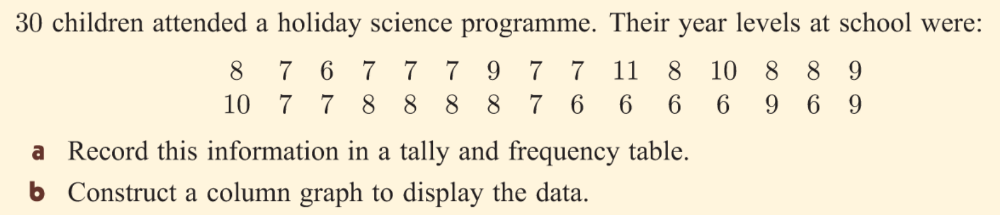 30 children attended a holiday science programme. Their year levels at school were:
8 7 6 7 7 7 9 7 7 11 8 10 8 8 9
10 7 7 8 8 8 8 7 6 6 6 6 9 6 9
a Record this information in a tally and frequency table.
b Construct a column graph to display the data.